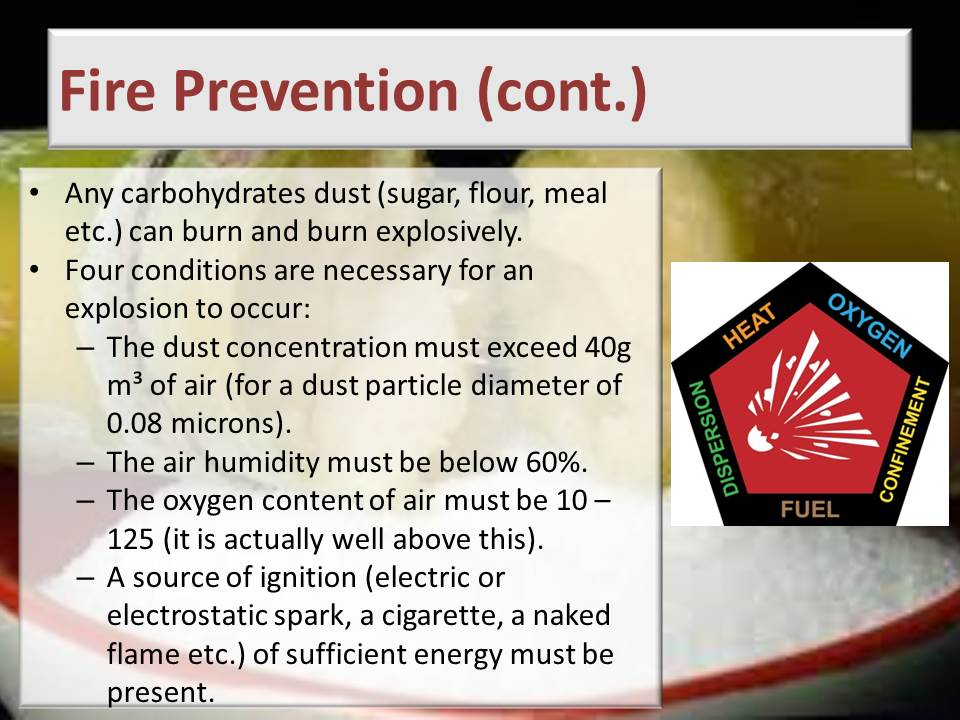 Fire Prevention (cont.)
• Any carbohydrates dust (sugar, flour, meal
etc.) can burn and burn explosively.
• Four conditions are necessary for an
explosion to occur:
– The dust concentration must exceed 40g
m³ of air (for a dust particle diameter of
0.08 microns).
– The air humidity must be below 60%.
– The oxygen content of air must be 10 –
125 (it is actually well above this).
– A source of ignition (electric or
electrostatic spark, a cigarette, a naked
flame etc.) of sufficient energy must be
present.
HEAT
OXYGEN
DISPERSION
CONFINEMENT
FUEL